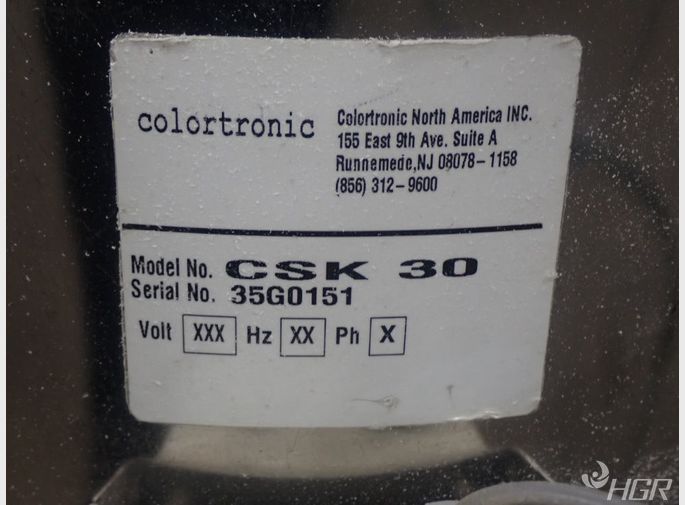 colortronic
Colortronic North America INC.
155 East 9th Ave. Suite A
Runnemede,NJ 08078-1158
(856) 312-9600
Model No. CSK 30
Serial No. 35G0151
Volt XXX Hz XX Ph X
HGR